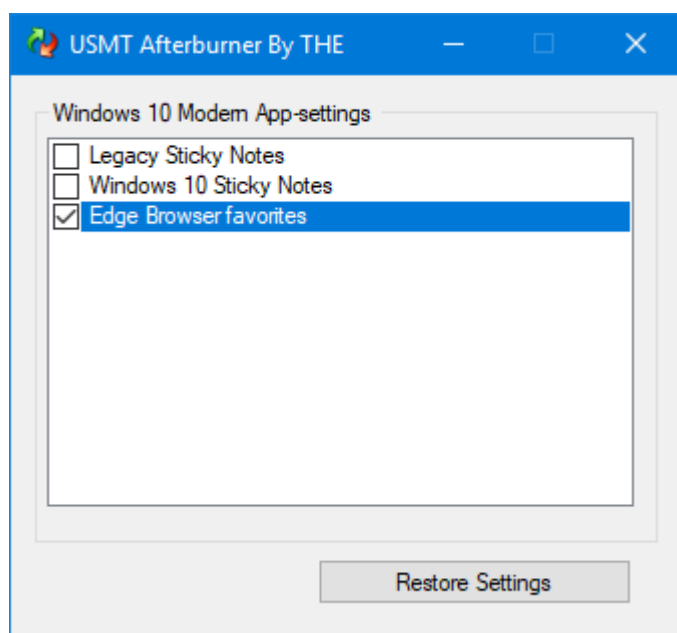 USMT Afterburner By THE
Windows 10 Modern App-settings
Legacy Sticky Notes
Windows 10 Sticky Notes
Edge Browser favorites
Restore Settings